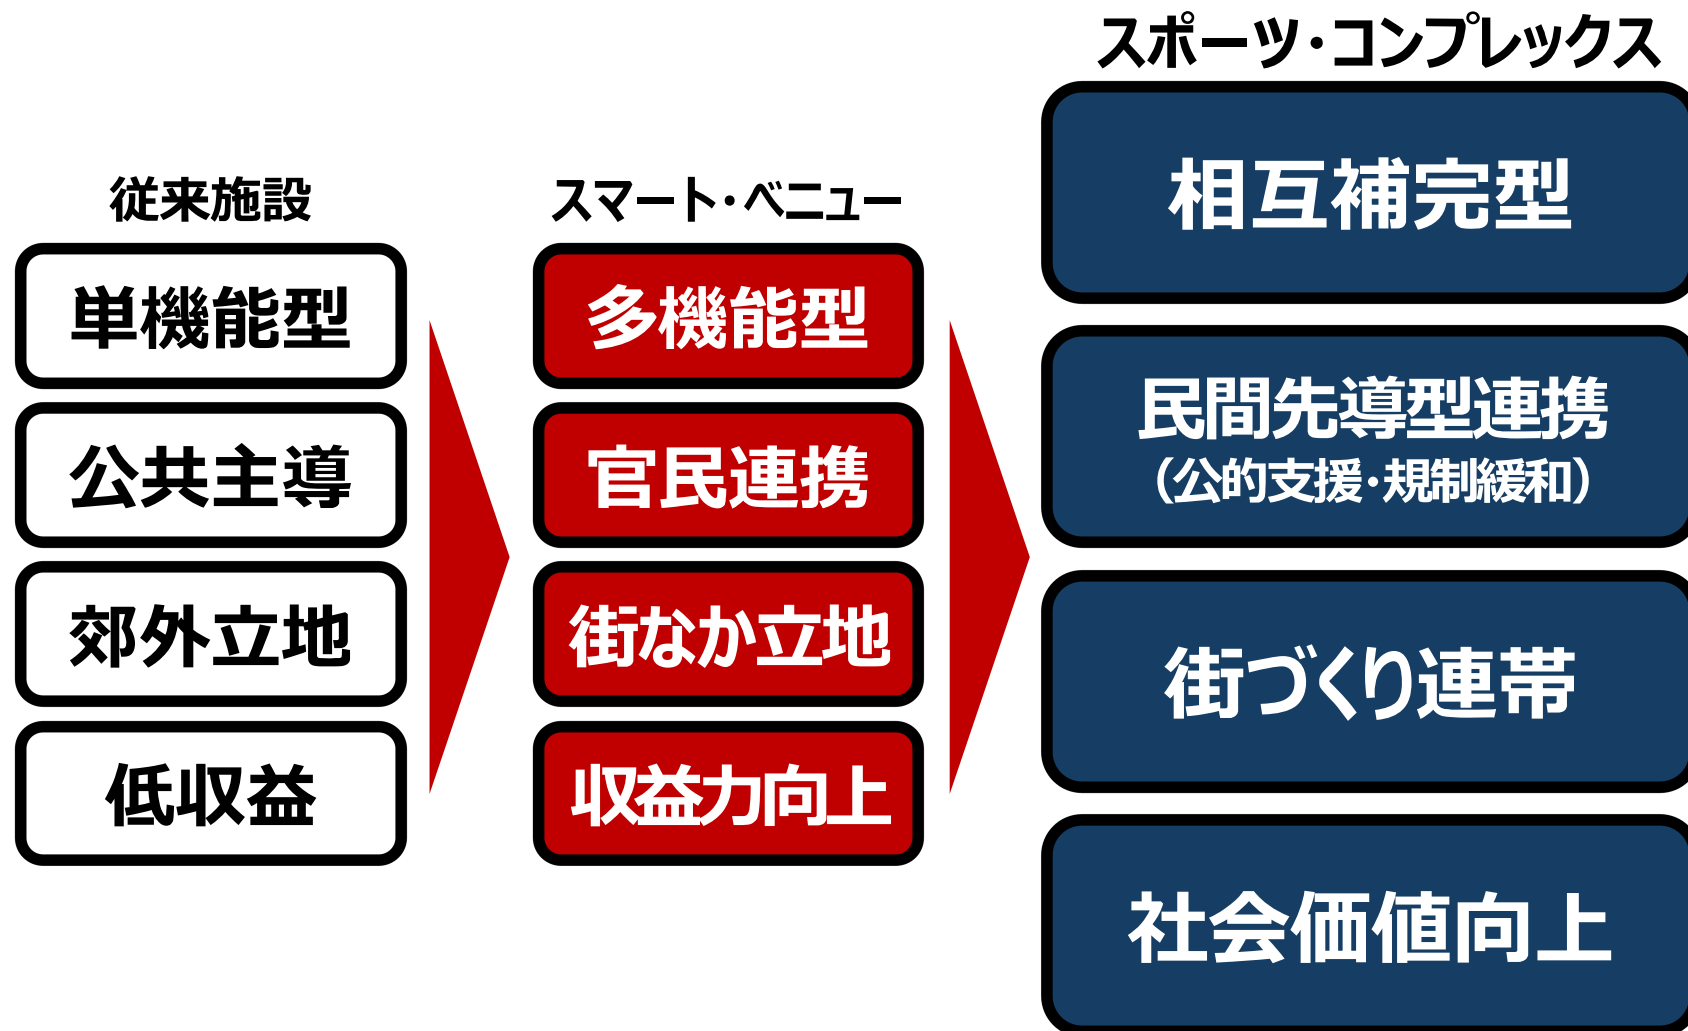 従来施設
単機能型
公共主導
郊外立地
低収益
スマート・ベニュー
多機能型
官民連携
街なか立地
収益力向上
スポーツ・コンプレックス
相互補完型
民間先導型連携
（公的支援・規制緩和）
街づくり連帯
社会価値向上